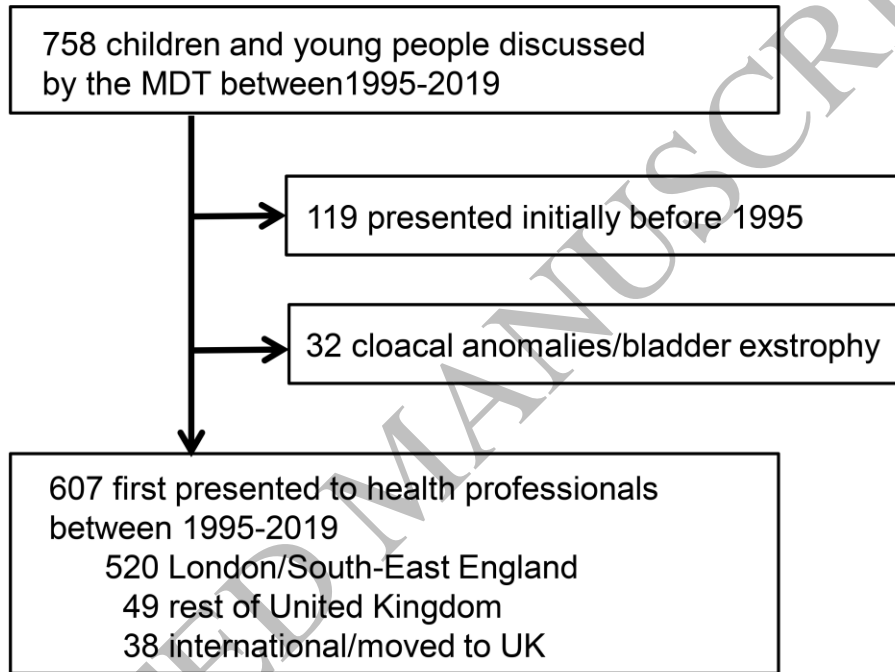 758 children and young people discussed
by the MDT between1995-2019
119 presented initially before 1995
32 cloacal anomalies/bladder exstrophy
607 first presented to health professionals
between 1995-2019
520 London/South-East England
49 rest of United Kingdom
38 international/moved to UK
ED MANUSCRI